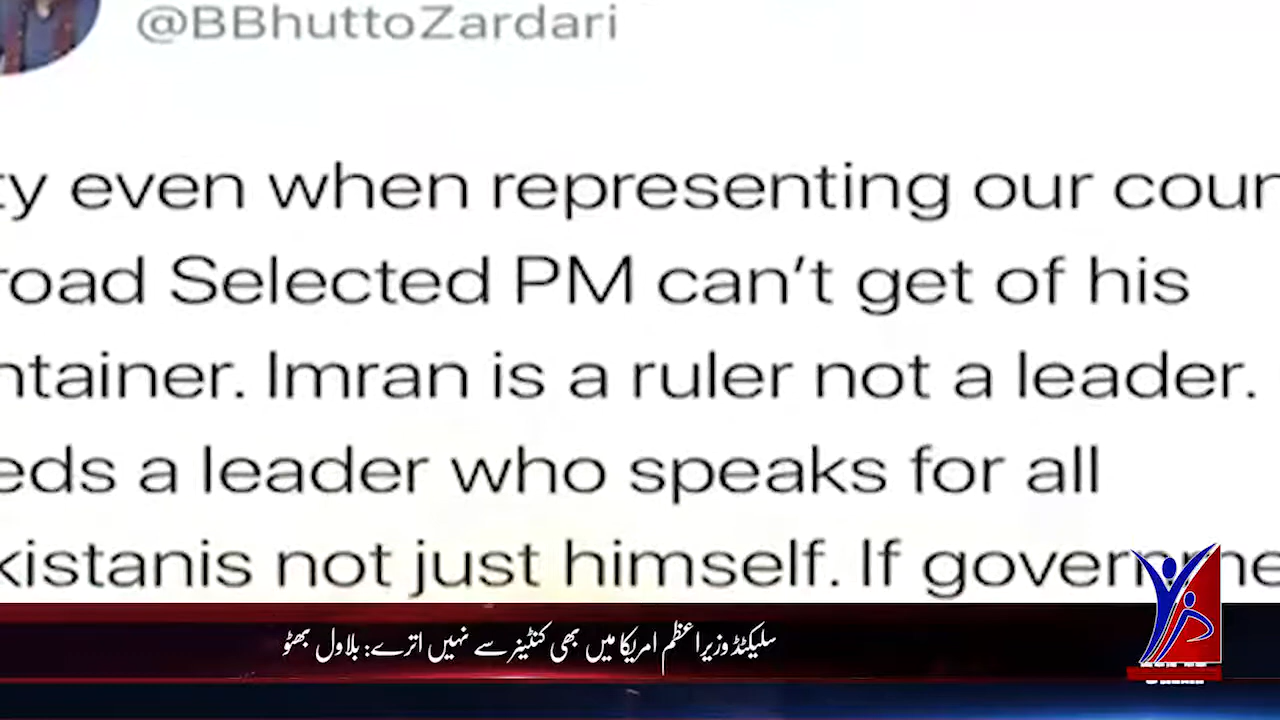 @BBhuttoZardari
ty even when representing our coun
road Selected PM can't get of his
ntainer. Imran is a ruler not a leader.
eds a leader who speaks for all
kistanis not just himself. If governme
سلیکٹڈ وزیراعظم امریکا میں بھی کنٹینر سے نہیں اترے: بلاول بھٹو